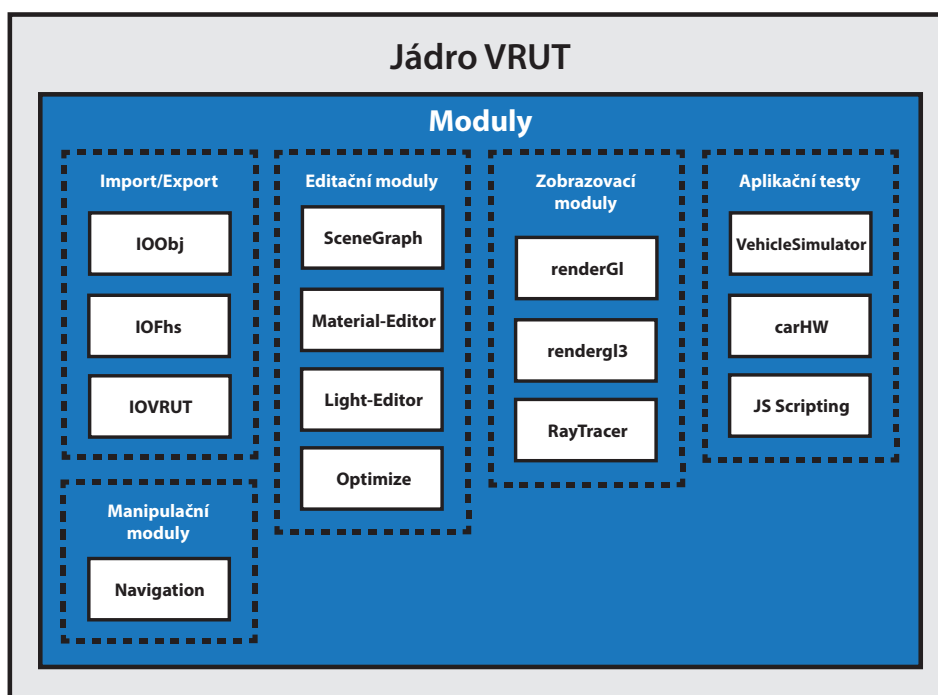 Jádro VRUT
Moduly
Import/Export
IOObj
IOFhs
IOVRUT
Manipulační
moduly
Navigation
Editační moduly
SceneGraph
Material-Editor
Light-Editor
Optimize
Zobrazovací
moduly
renderGl
rendergl3
RayTracer
Aplikační testy
VehicleSimulator
carHW
JS Scripting